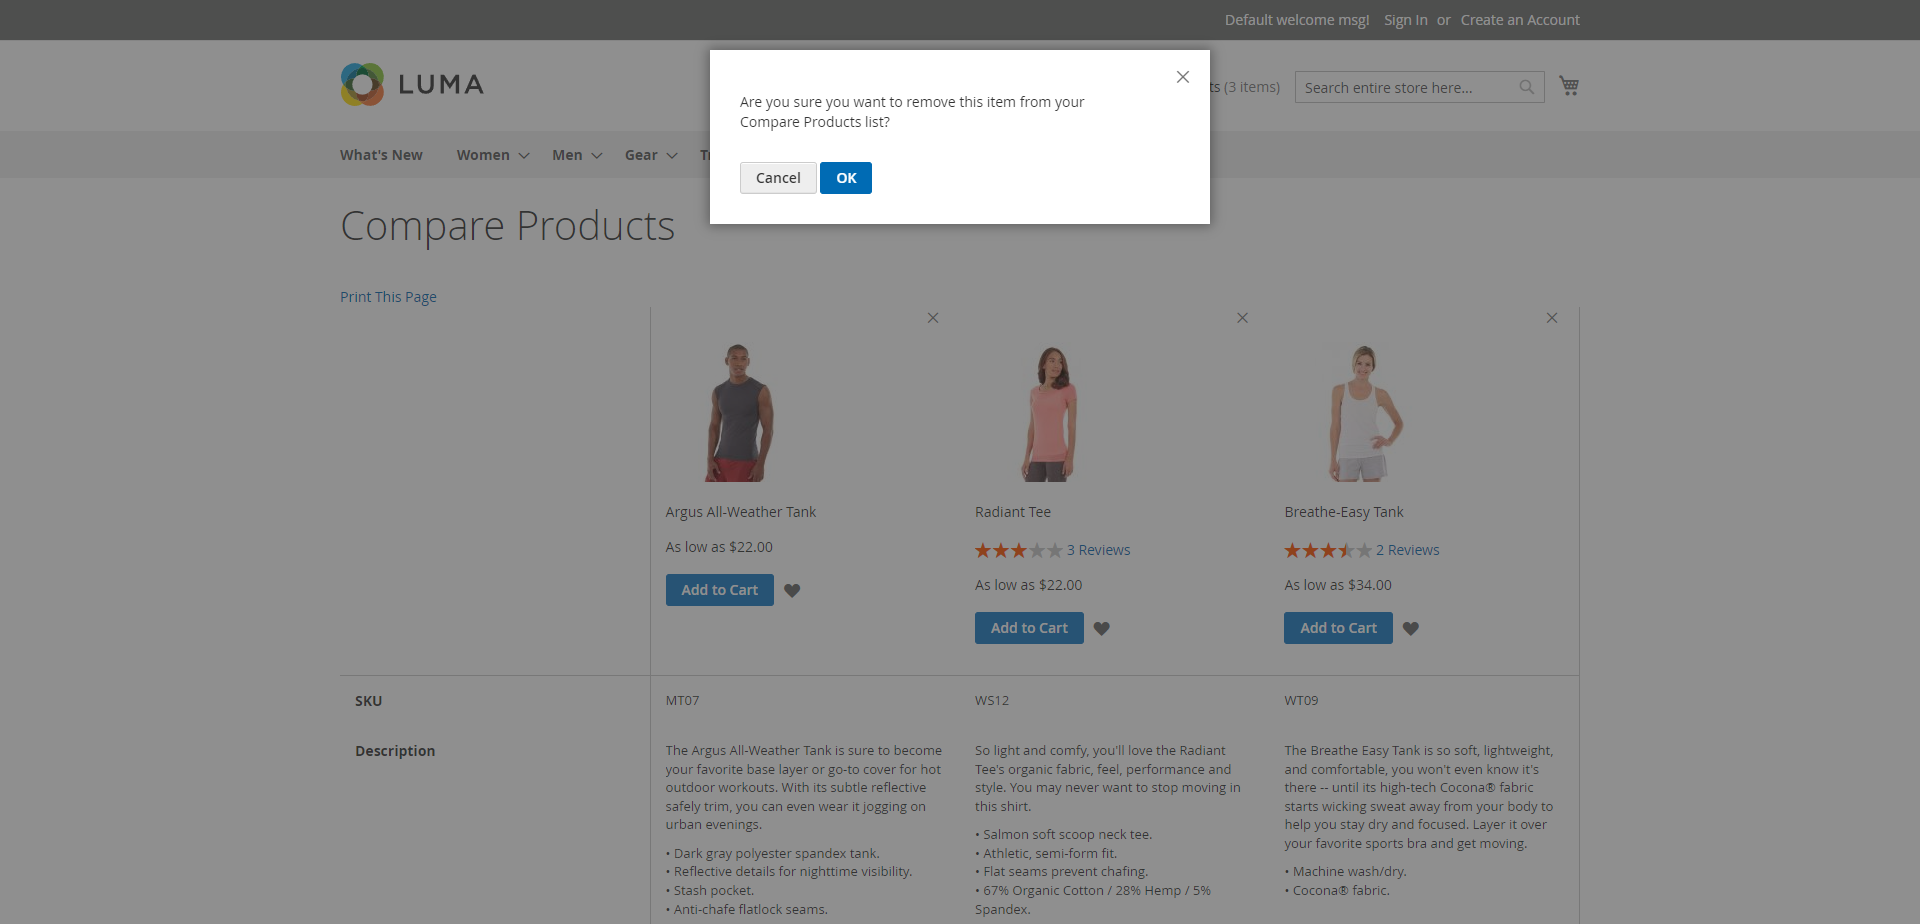 Default welcome msg! Sign In or Create an Account
LUMA
ts (3 items)
Search entire store here...
What's New Women Men Gear
Are you sure you want to remove this item from your
Compare Products list?
Cancel OK
Compare Products
Print This Page
Argus All-Weather Tank
As low as $22.00
Add to Cart
Radiant Tee
3 Reviews
As low as $22.00
Add to Cart
Breathe-Easy Tank
2 Reviews
As low as $34.00
Add to Cart
SKU MT07 WS12 WT09
Description
The Argus All-Weather Tank is sure to become
your favorite base layer or go-to cover for hot
outdoor workouts. With its subtle reflective
safely trim, you can even wear it jogging on
urban evenings.
• Dark gray polyester spandex tank.
• Reflective details for nighttime visibility.
• Stash pocket.
• Anti-chafe flatlock seams.
So light and comfy, you'll love the Radiant
Tee's organic fabric, feel, performance and
style. You may never want to stop moving in
this shirt.
• Salmon soft scoop neck tee.
• Athletic, semi-form fit.
• Flat seams prevent chafing.
• 67% Organic Cotton / 28% Hemp / 5%
Spandex.
The Breathe Easy Tank is so soft, lightweight,
and comfortable, you won't even know it's
there -- until its high-tech Cocona® fabric
starts wicking sweat away from your body to
help you stay dry and focused. Layer it over
your favorite sports bra and get moving.
• Machine wash/dry.
• Cocona® fabric.